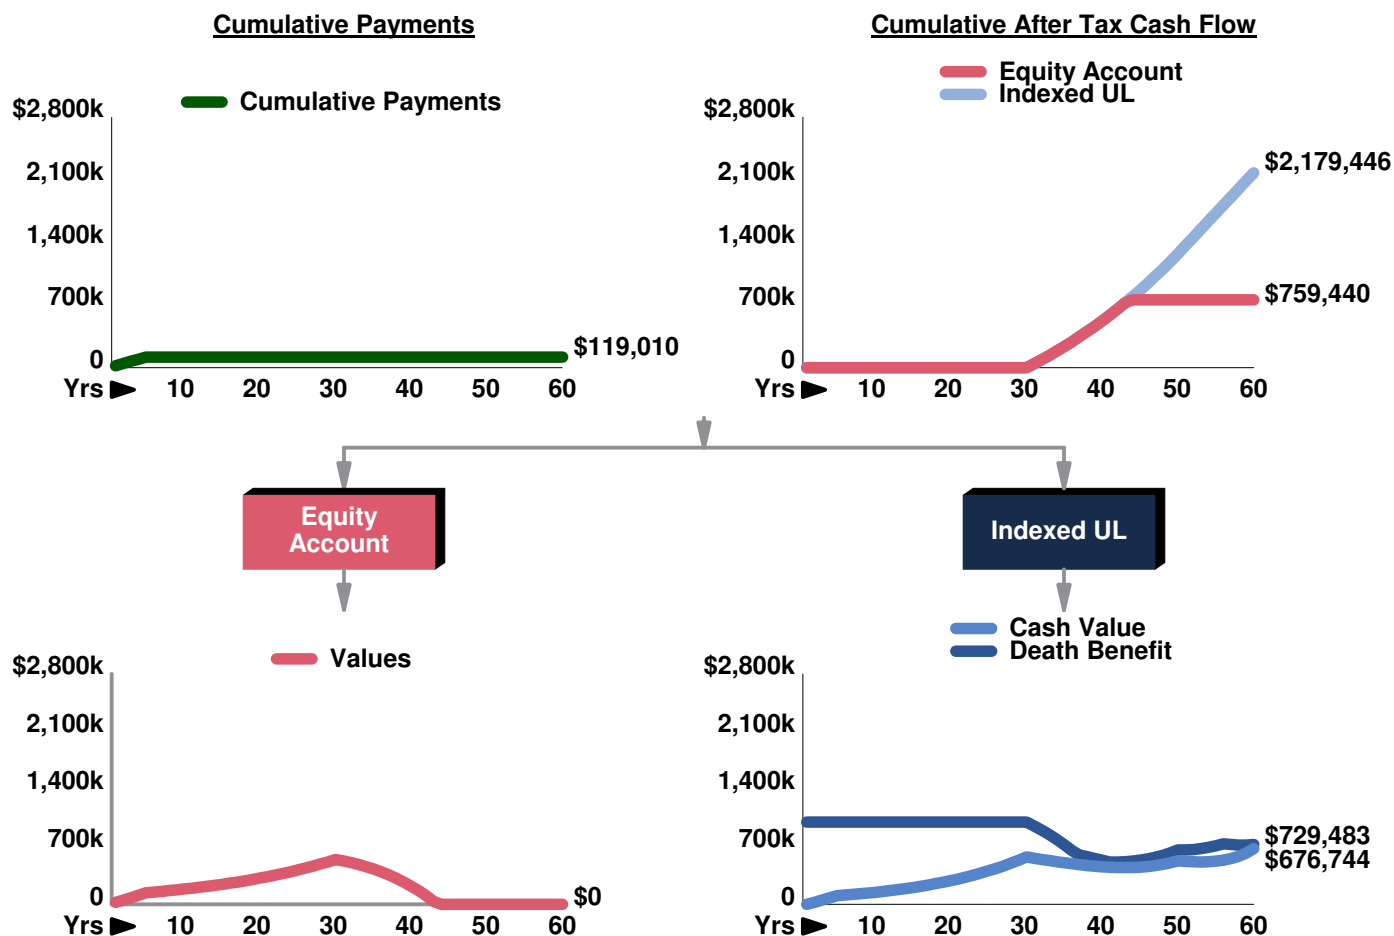 Cumulative Payments
Cumulative Payments
$2,800k
2,100k
1,400k
700k
0
$119,010
Yrs 10 20 30 40 50 60
Cumulative After Tax Cash Flow
Equity Account
Indexed UL
$2,800k
2,100k
1,400k
700k
0
$2,179,446
$759,440
Yrs 10 20 30 40 50 60
Equity
Account
Indexed UL
Values
$2,800k
2,100k
1,400k
700k
0
$0
Yrs 10 20 30 40 50 60
Cash Value
Death Benefit
$2,800k
2,100k
1,400k
700k
0
$729,483
$676,744
Yrs 10 20 30 40 50 60